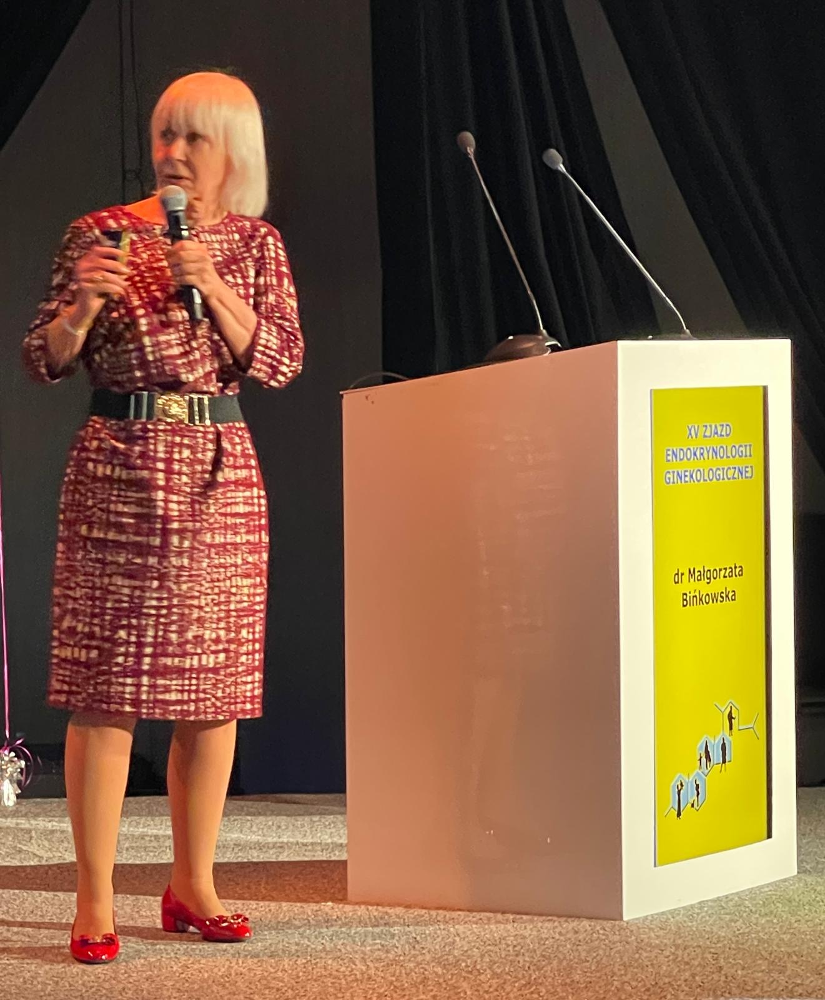 XV ZJAZD
ENDOKRYNOLOGII
GINEKOLOGICZNEJ
dr Małgorzata
Bińkowska